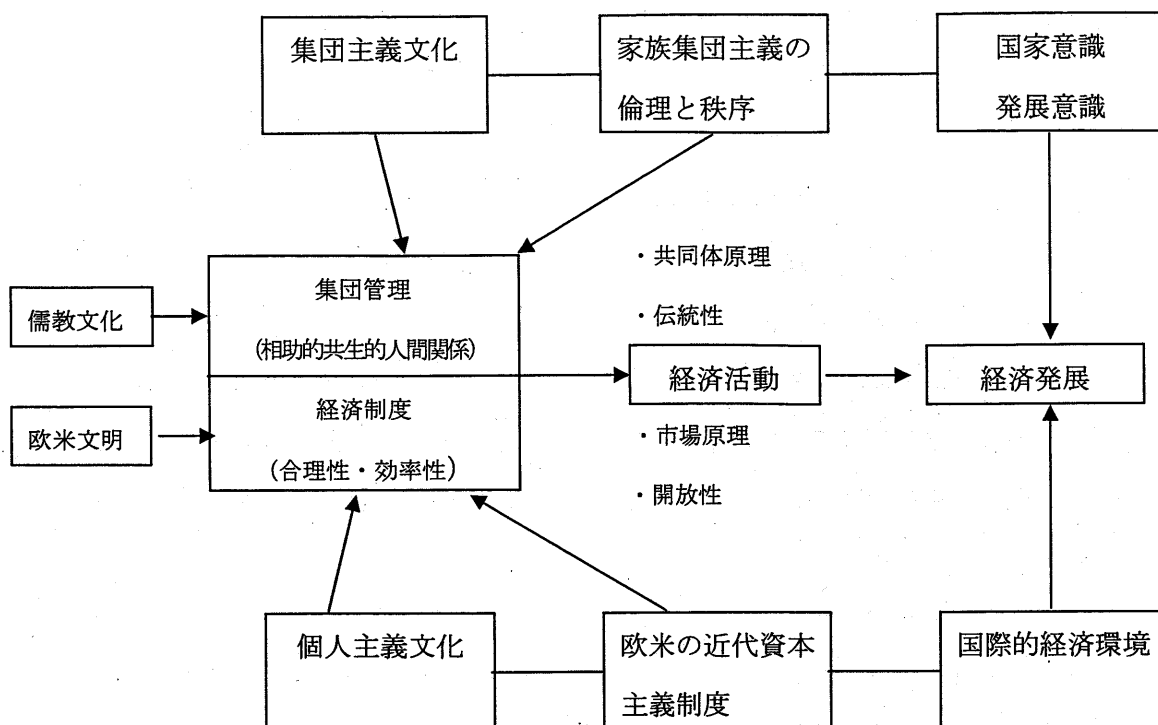 集団主義文化
家族集団主義の
倫理と秩序
国家意識
発展意識
・共同体原理
・伝統性
集団管理
(相助的共生的人間関係)
儒教文化
経済活動
経済発展
経済制度
(合理性・効率性)
欧米文明
・市場原理
・開放性
個人主義文化
欧米の近代資本
主義制度
国際的経済環境